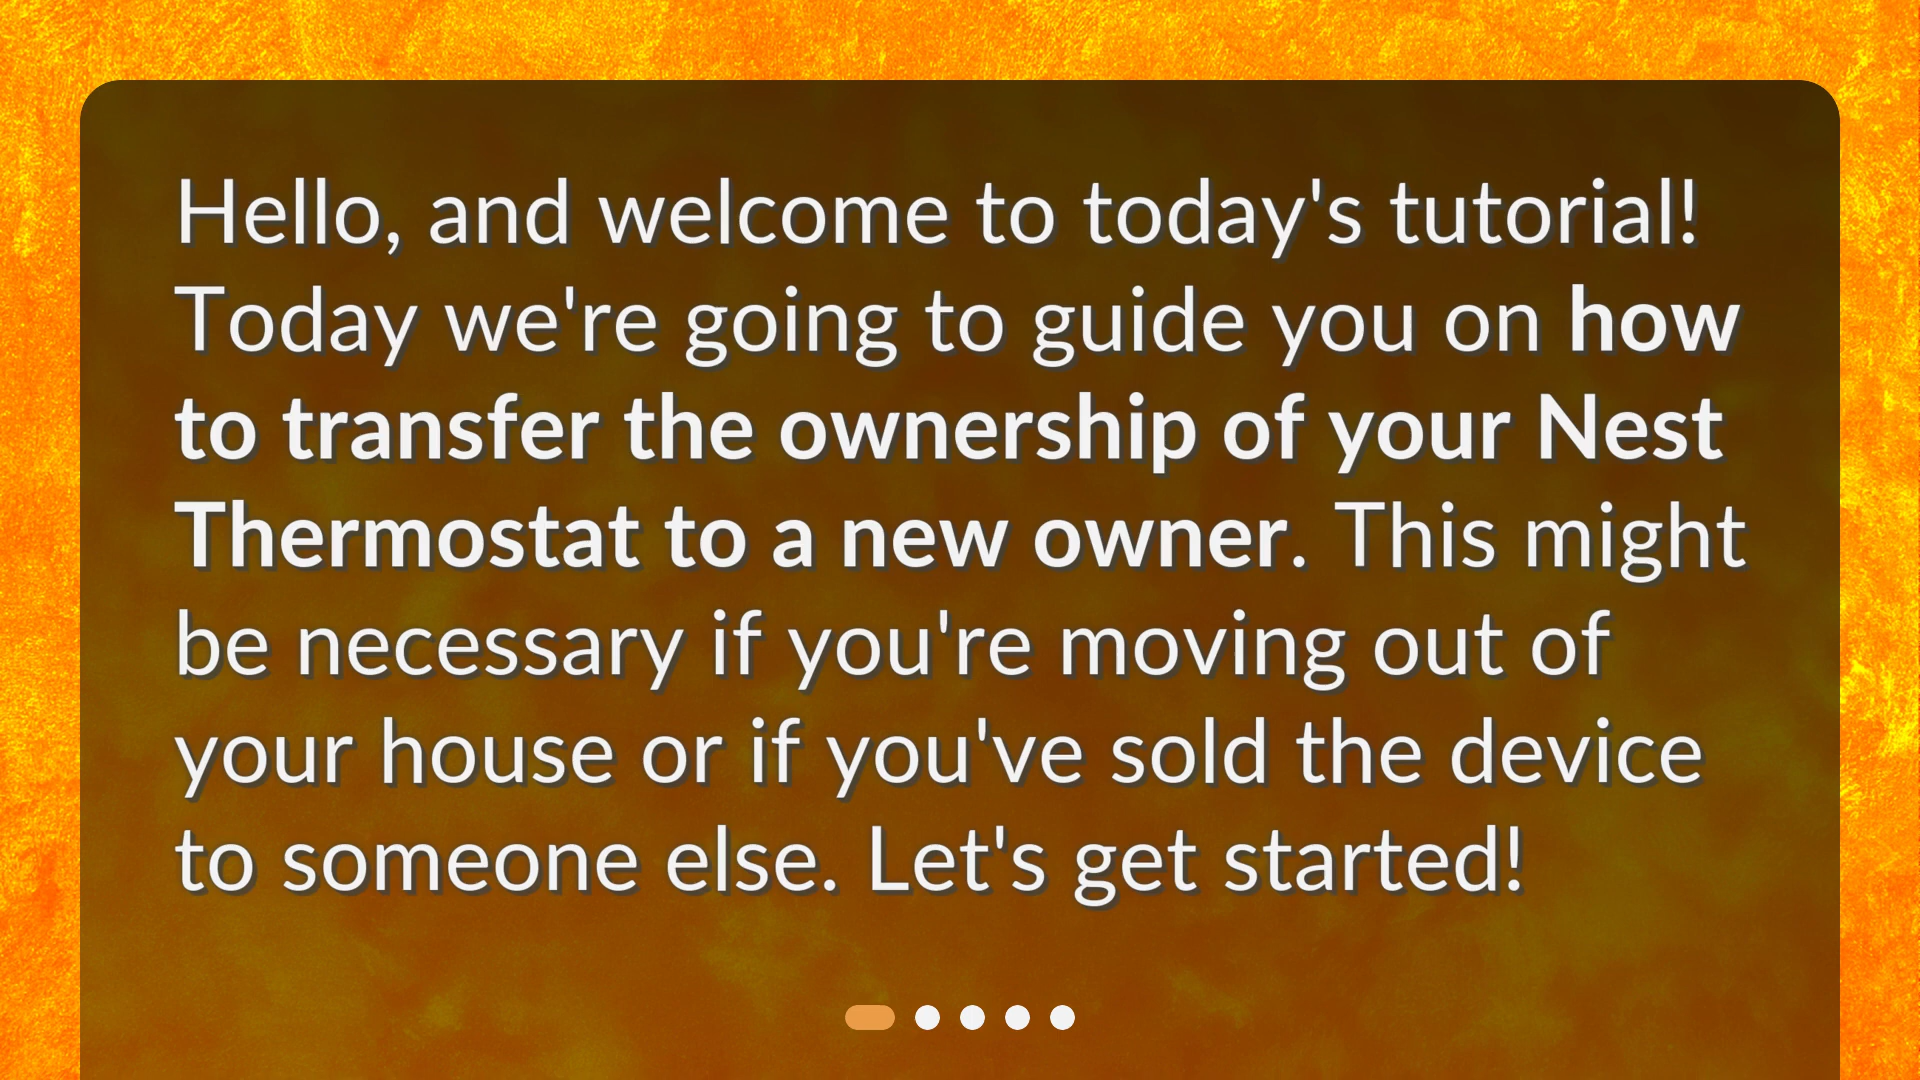 Hello, and welcome to today's tutorial!
Today we're going to guide you on how
to transfer the ownership of your Nest
Thermostat to a new owner. This might
be necessary if you're moving out of
your house or if you've sold the device
to someone else. Let's get started!